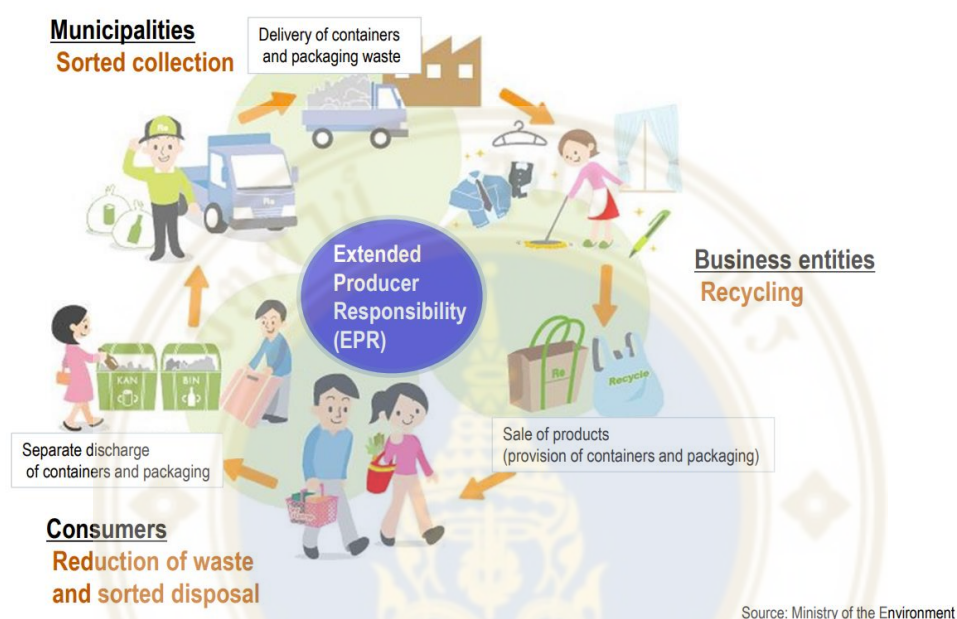 Municipalities
Sorted collection
Delivery of containers
and packaging waste
Re
Re
Extended
Producer
Responsibility
(EPR)
Business entities
Recycling
KAN
BIN
Re
Recycle
Separate discharge
of containers and packaging
Sale of products
(provision of containers and packaging)
Consumers
Reduction of waste
and sorted disposal
Source: Ministry of the Environment